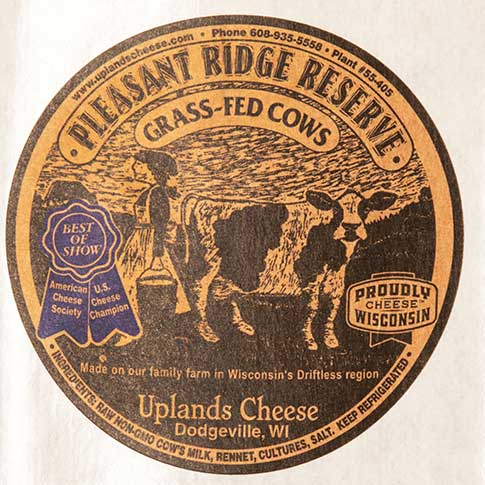 www.uplandscheese.com • Phone 608-935-5558 • Plant #55-405
• PLEASANT RIDGE RESERVE •
GRASS-FED COWS
BEST
OF
SHOW
American
Cheese
Society
U.S.
Cheese
Champion
PROUDLY
CHEESE
WISCONSIN
Made on our family farm in Wisconsin's Driftless region
Uplands Cheese
Dodgeville, WI
• INGREDIENTS: RAW NON-GMO COW'S MILK, RENNET, CULTURES, SALT. KEEP REFRIGERATED •